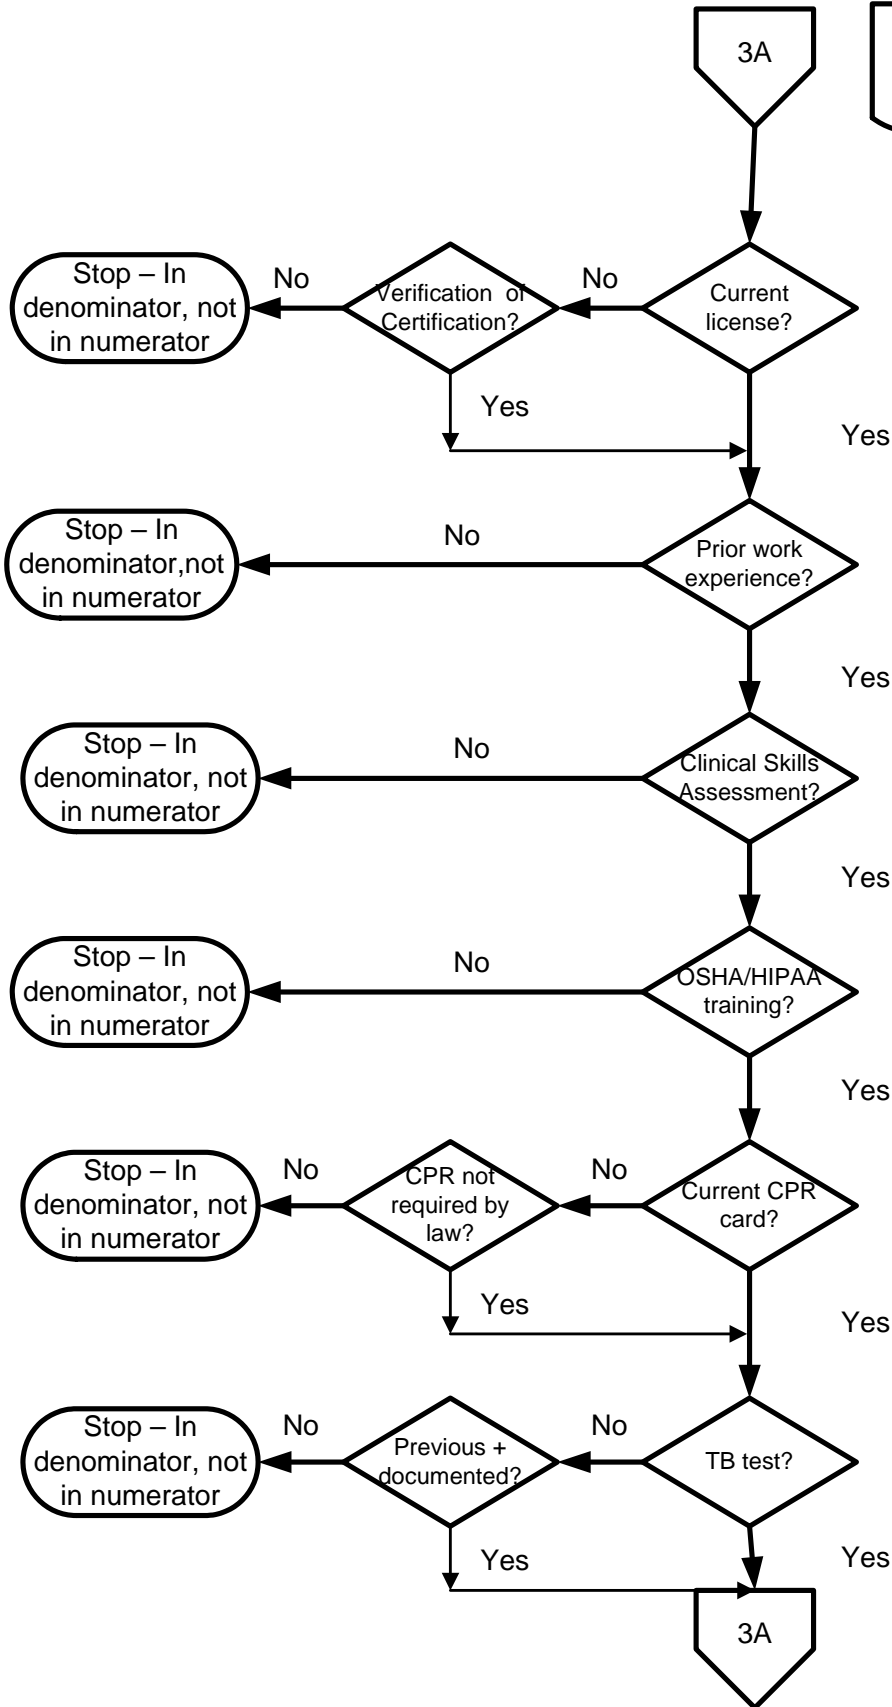 3A
Stop – In
denominator, not
in numerator
No
Verification of
Certification?
No
Current
license?
Yes
Yes
Stop – In
denominator,not
in numerator
No
Prior work
experience?
Yes
Stop – In
denominator, not
in numerator
No
Clinical Skills
Assessment?
Yes
Stop – In
denominator, not
in numerator
No
OSHA/HIPAA
training?
Yes
Stop – In
denominator, not
in numerator
No
CPR not
required by
law?
No
Current CPR
card?
Yes
Yes
Stop – In
denominator, not
in numerator
No
Previous +
documented?
No
TB test?
Yes
Yes
3A